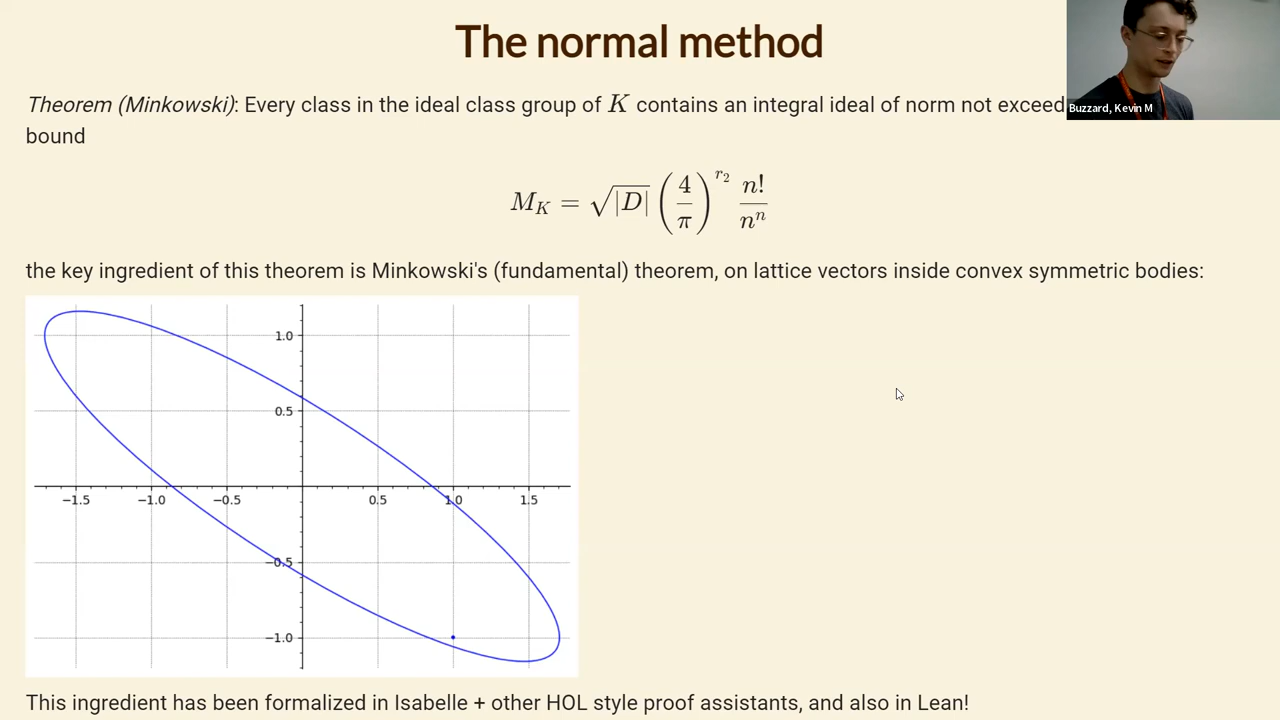 The normal method
Theorem (Minkowski): Every class in the ideal class group of K contains an integral ideal of norm not exceed
Buzzard, Kevin M
bound
M_K = √|D| (4/π)^{r_2} n!/n^n
the key ingredient of this theorem is Minkowski's (fundamental) theorem, on lattice vectors inside convex symmetric bodies:
1.0
0.5
−1.5 −1.0 −0.5 0.5 1.0 1.5
−0.5
−1.0
This ingredient has been formalized in Isabelle + other HOL style proof assistants, and also in Lean!